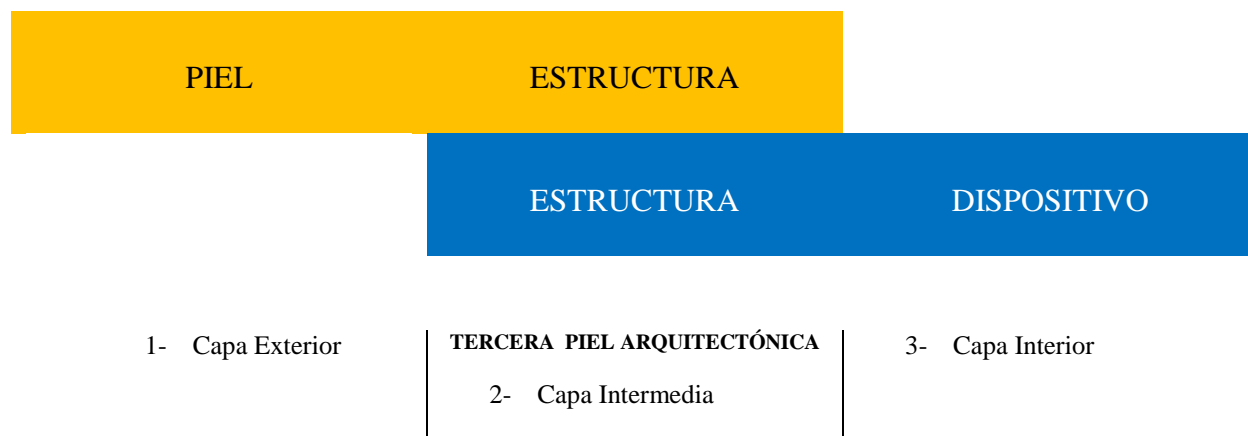 PIEL ESTRUCTURA
ESTRUCTURA DISPOSITIVO
1- Capa Exterior
TERCERA PIEL ARQUITECTÓNICA
2- Capa Intermedia
3- Capa Interior